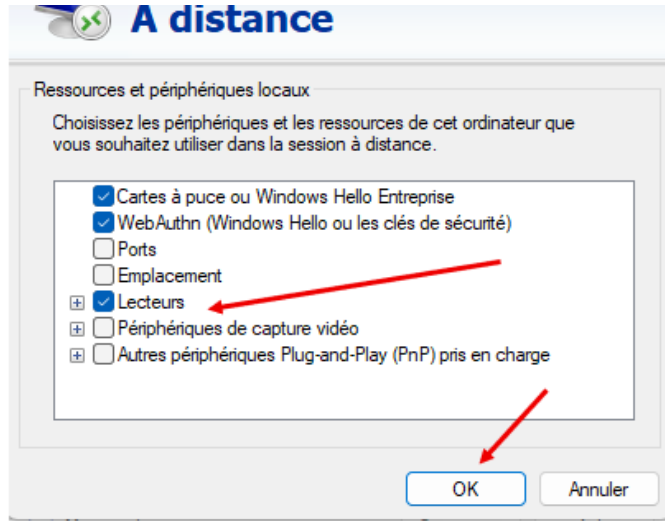 A distance
Ressources et périphériques locaux
Choisissez les périphériques et les ressources de cet ordinateur que
vous souhaitez utiliser dans la session à distance.
Cartes à puce ou Windows Hello Entreprise
WebAuthn (Windows Hello ou les clés de sécurité)
Ports
Emplacement
Lecteurs
Périphériques de capture vidéo
Autres périphériques Plug-and-Play (PnP) pris en charge
OK
Annuler